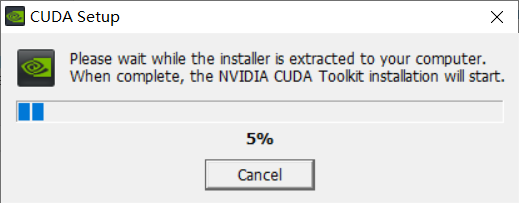 CUDA Setup
Please wait while the installer is extracted to your computer.
When complete, the NVIDIA CUDA Toolkit installation will start.
5%
Cancel